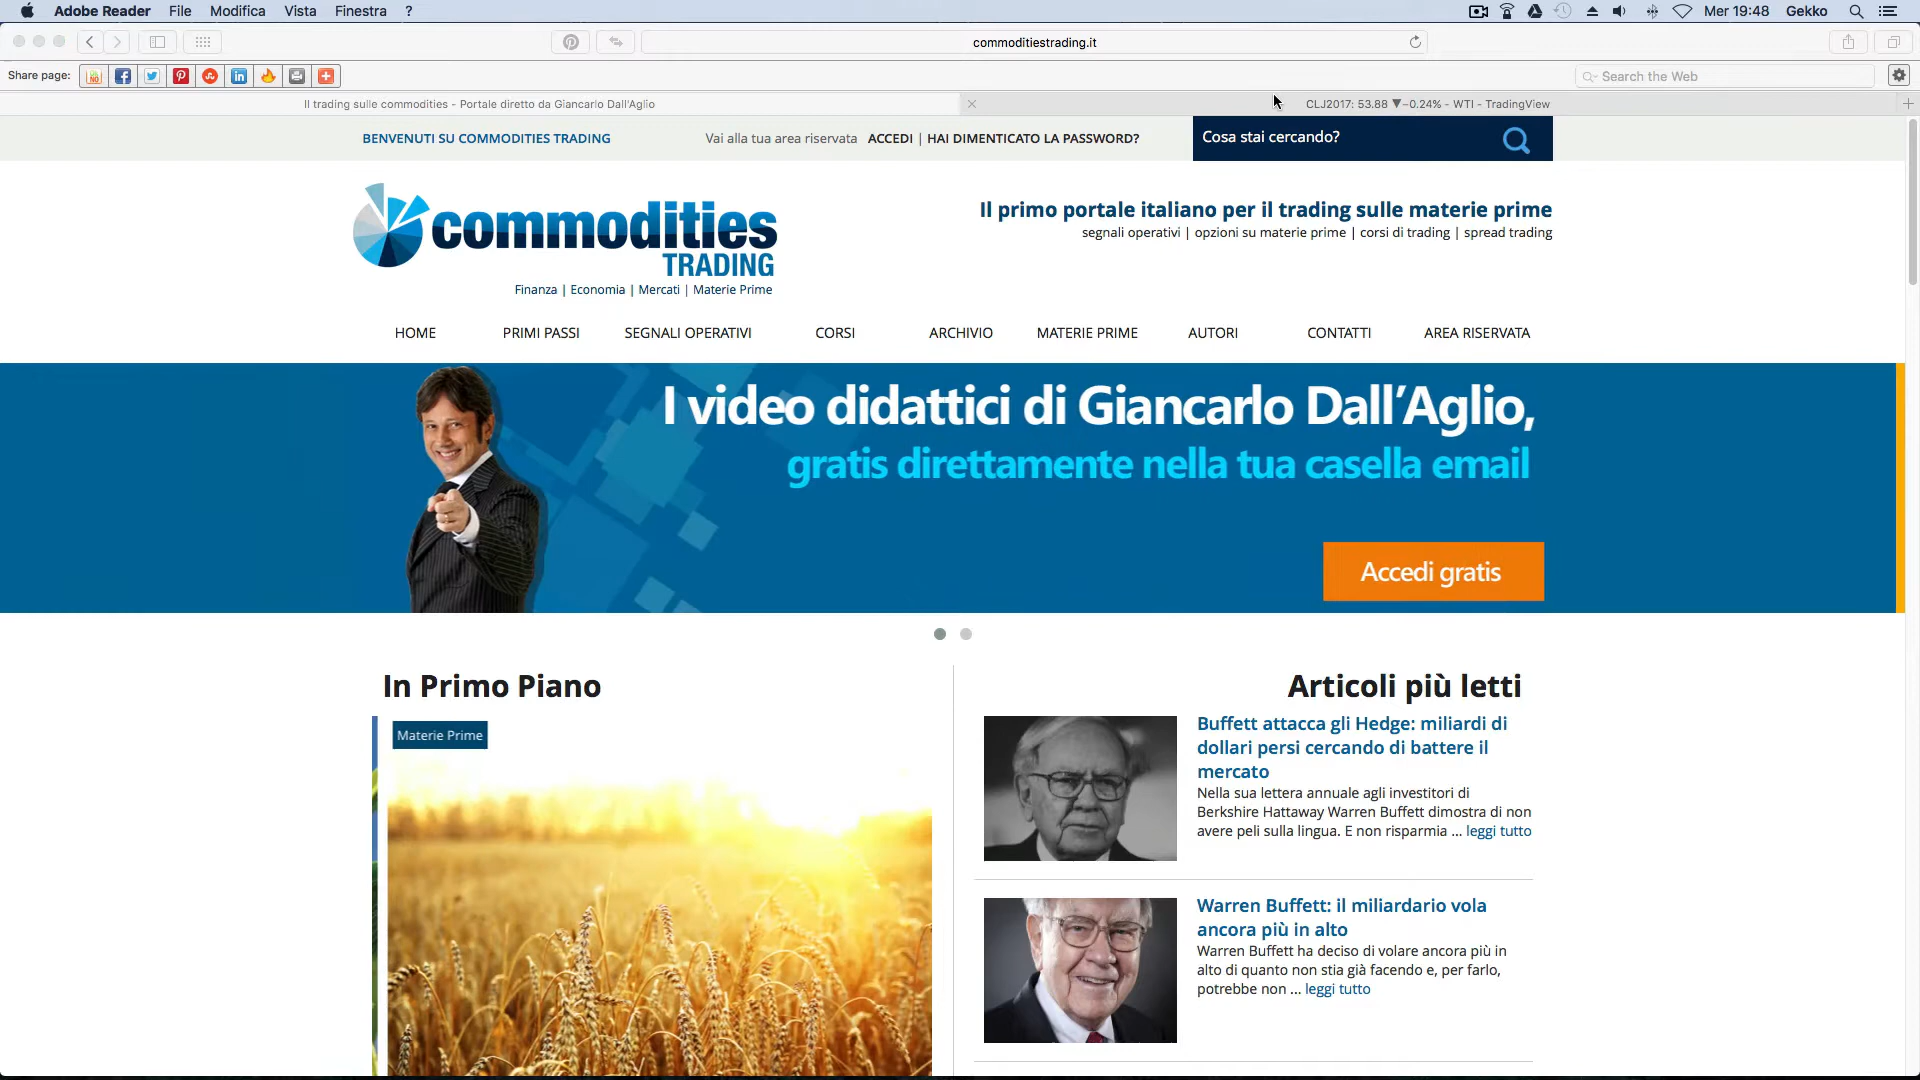 Adobe Reader File Modifica Vista Finestra ? Mer 19:48 Gekko
commoditiestrading.it
Share page: Search the Web
Il trading sulle commodities - Portale diretto da Giancarlo Dall'Aglio CLJ2017: 53.88 ▼−0.24% - WTI - TradingView
BENVENUTI SU COMMODITIES TRADING Vai alla tua area riservata ACCEDI | HAI DIMENTICATO LA PASSWORD? Cosa stai cercando?
commodities
TRADING
Finanza | Economia | Mercati | Materie Prime
Il primo portale italiano per il trading sulle materie prime
segnali operativi | opzioni su materie prime | corsi di trading | spread trading
HOME PRIMI PASSI SEGNALI OPERATIVI CORSI ARCHIVIO MATERIE PRIME AUTORI CONTATTI AREA RISERVATA
I video didattici di Giancarlo Dall'Aglio,
gratis direttamente nella tua casella email
Accedi gratis
In Primo Piano
Materie Prime
Articoli più letti
Buffett attacca gli Hedge: miliardi di
dollari persi cercando di battere il
mercato
Nella sua lettera annuale agli investitori di
Berkshire Hattaway Warren Buffett dimostra di non
avere peli sulla lingua. E non risparmia ... leggi tutto
Warren Buffett: il miliardario vola
ancora più in alto
Warren Buffett ha deciso di volare ancora più in
alto di quanto non stia già facendo e, per farlo,
potrebbe non ... leggi tutto